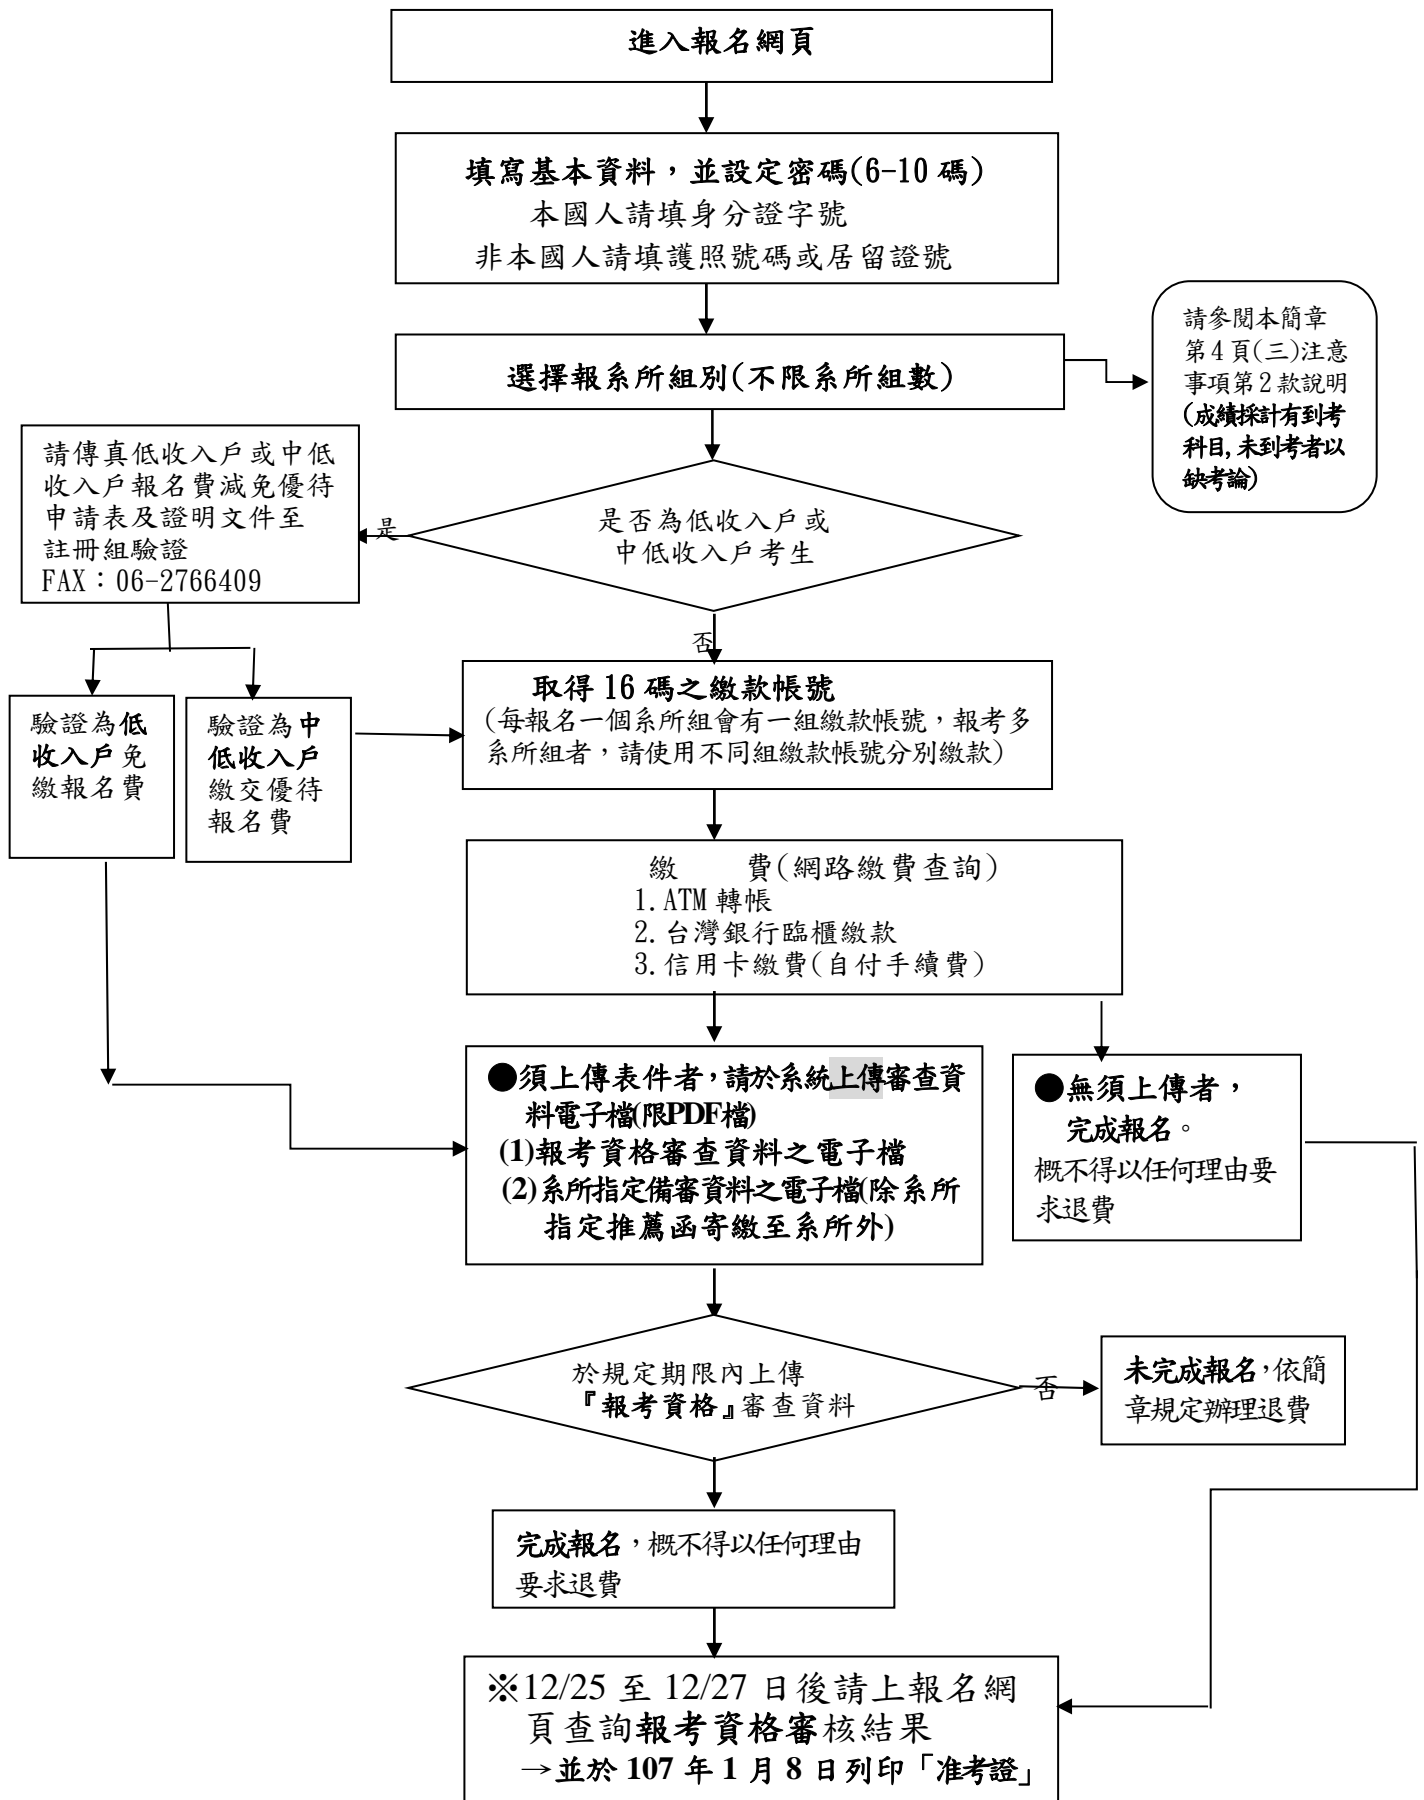 進入報名網頁
填寫基本資料，並設定密碼(6-10 碼)
本國人請填身分證字號
非本國人請填護照號碼或居留證號
選擇報系所組別(不限系所組數)
請參閱本簡章
第 4 頁(三)注意
事項第 2 款說明
(成績採計有到考
科目,未到考者以
缺考論)
請傳真低收入戶或中低
收入戶報名費減免優待
申請表及證明文件至
註冊組驗證
FAX：06-2766409
是
是否為低收入戶或
中低收入戶考生
否
驗證為低
收入戶免
繳報名費
驗證為中
低收入戶
繳交優待
報名費
取得 16 碼之繳款帳號
(每報名一個系所組會有一組繳款帳號，報考多
系所組者，請使用不同組繳款帳號分別繳款)
繳　　費(網路繳費查詢)
1.ATM 轉帳
2.台灣銀行臨櫃繳款
3.信用卡繳費(自付手續費)
●須上傳表件者，請於系統上傳審查資
料電子檔(限PDF檔)
(1)報考資格審查資料之電子檔
(2)系所指定備審資料之電子檔(除系所
指定推薦函寄繳至系所外)
●無須上傳者，
完成報名。
概不得以任何理由要
求退費
於規定期限內上傳
『報考資格』審查資料
否
未完成報名，依簡
章規定辦理退費
完成報名，概不得以任何理由
要求退費
※12/25 至 12/27 日後請上報名網
頁查詢報考資格審核結果
→並於 107 年 1 月 8 日列印「准考證」